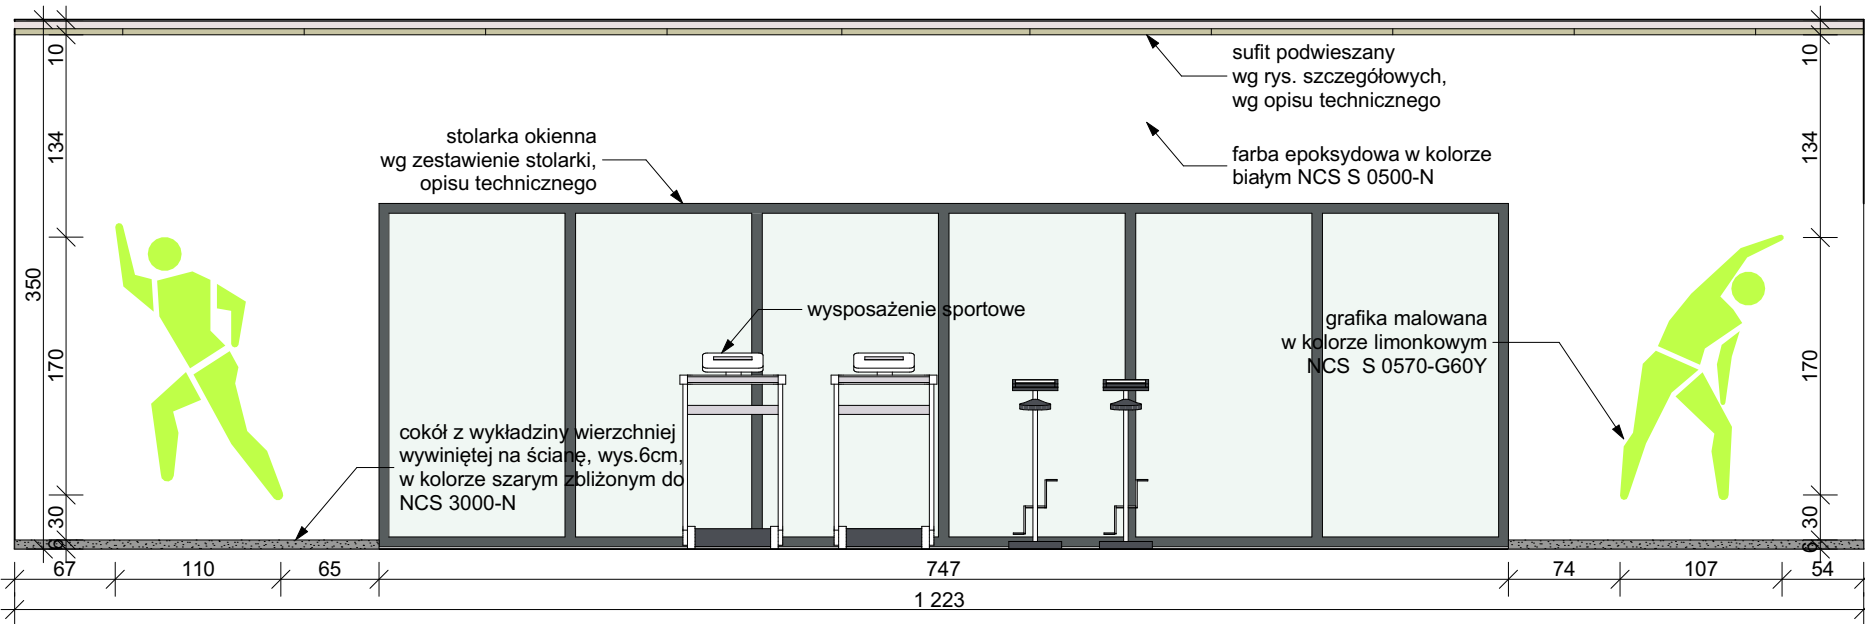 sufit podwieszany
wg rys. szczegółowych,
wg opisu technicznego
stolarka okienna
wg zestawienie stolarki,
opisu technicznego
farba epoksydowa w kolorze
białym NCS S 0500-N
wysposażenie sportowe
grafika malowana
w kolorze limonkowym
NCS  S 0570-G60Y
cokół z wykładziny wierzchniej
wywiniętej na ścianę, wys.6cm,
w kolorze szarym zbliżonym do
NCS 3000-N
10
134
350
170
30
6
10
134
170
30
6
67
110
65
747
74
107
54
1 223